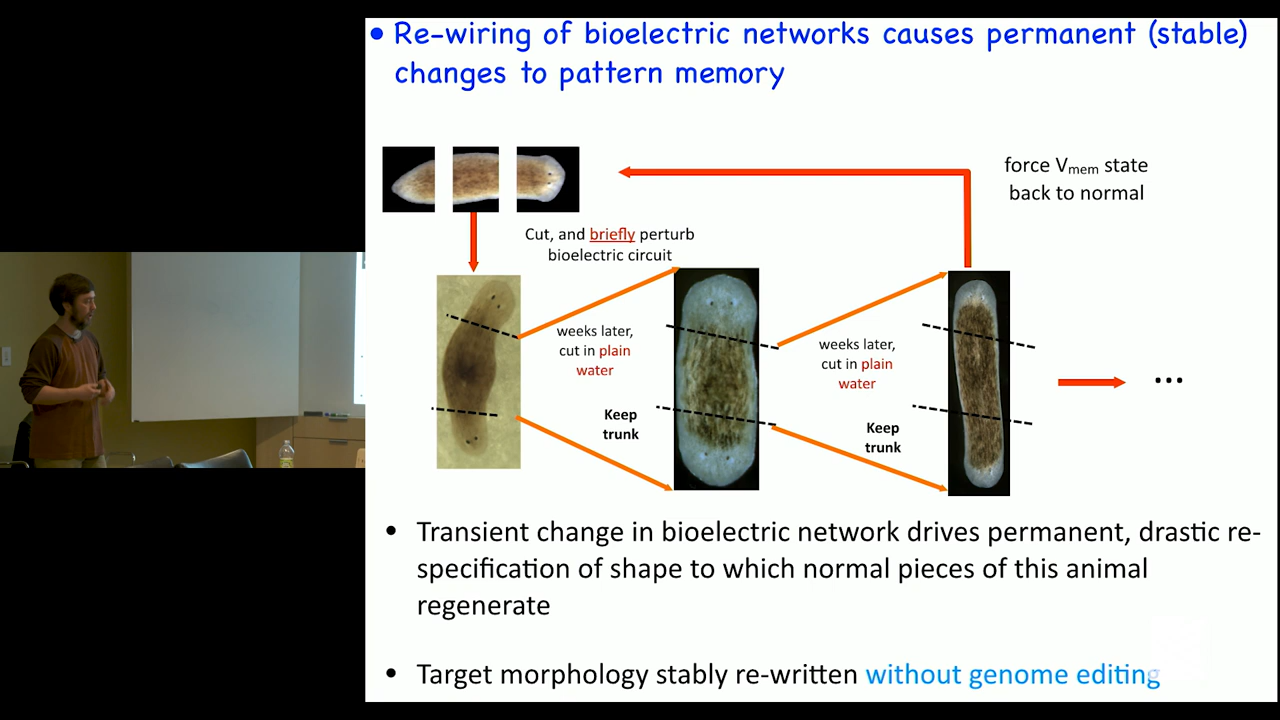 • Re-wiring of bioelectric networks causes permanent (stable)
changes to pattern memory
force Vmem state
back to normal
Cut, and briefly perturb
bioelectric circuit
weeks later,
cut in plain
water
Keep
trunk
weeks later,
cut in plain
water
Keep
trunk
...
• Transient change in bioelectric network drives permanent, drastic re-
specification of shape to which normal pieces of this animal
regenerate
• Target morphology stably re-written without genome editing